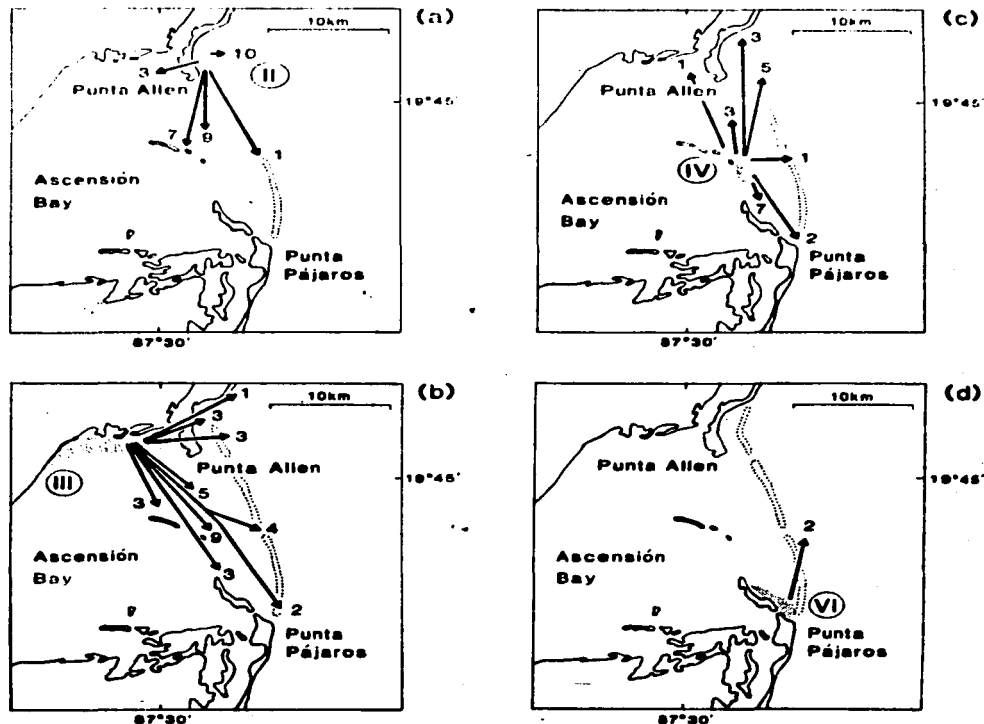 (a)
10km
10
3
II
Punta Allen
19°45'
7
9
1
Ascensión
Bay
Punta
Pájaros
87°30'
(c)
10km
3
1
5
Punta Allen
3
19°45'
IV
1
Ascensión
Bay
7
2
Punta
Pájaros
87°30'
(b)
10km
1
3
3
Punta Allen
III
19°45'
5
3
4
9
Ascensión
Bay
3
2
Punta
Pájaros
87°30'
(d)
10km
Punta Allen
19°45'
2
Ascensión
Bay
VI
Punta
Pájaros
87°30'